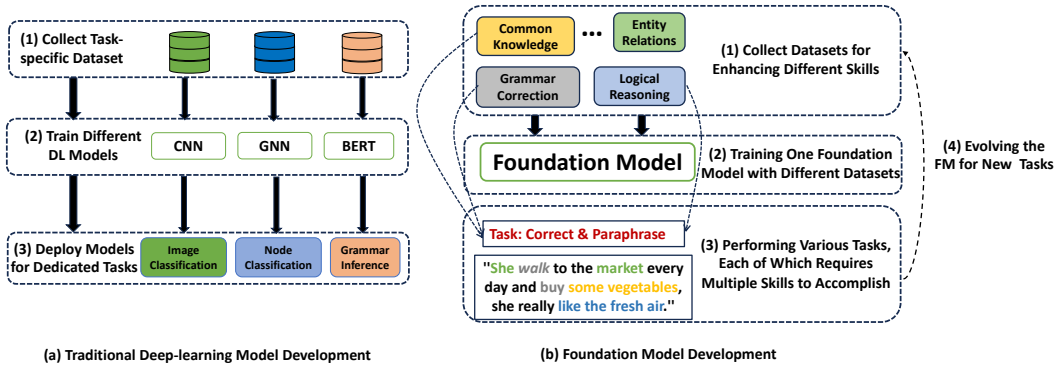 (1) Collect Task-
specific Dataset
(2) Train Different
DL Models
CNN
GNN
BERT
(3) Deploy Models
for Dedicated Tasks
Image
Classification
Node
Classification
Grammar
Inference
(a) Traditional Deep-learning Model Development
Common
Knowledge
...
Entity
Relations
Grammar
Correction
Logical
Reasoning
(1) Collect Datasets for
Enhancing Different Skills
Foundation Model
(2) Training One Foundation
Model with Different Datasets
(4) Evolving the
FM for New Tasks
Task: Correct & Paraphrase
"She walk to the market every
day and buy some vegetables,
she really like the fresh air."
(3) Performing Various Tasks,
Each of Which Requires
Multiple Skills to Accomplish
(b) Foundation Model Development